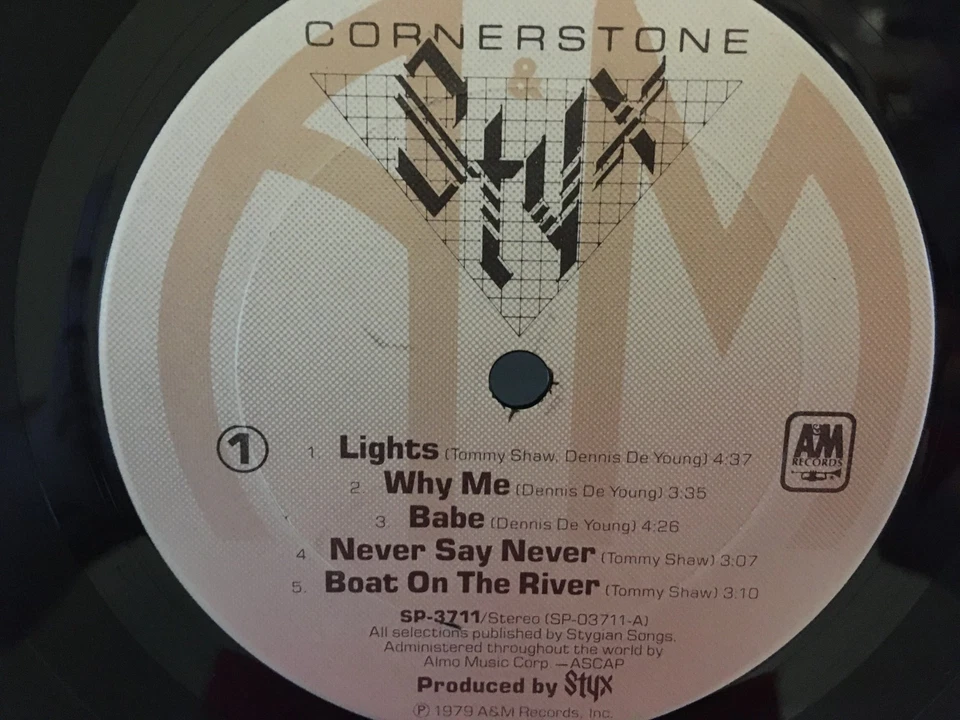 CORNERSTONE
Styx
1
1. Lights (Tommy Shaw, Dennis De Young) 4:37
2. Why Me (Dennis De Young) 3:35
3. Babe (Dennis De Young) 4:26
4 Never Say Never (Tommy Shaw) 3:07
5. Boat On The River (Tommy Shaw) 3.10
A&M
RECORDS
SP-3711/Stereo (SP-03711-A)
All selections published by Stygian Songs.
Administered throughout the world by
Almo Music Corp. —ASCAP
Produced by Styx
℗ 1979 A&M Records, Inc.